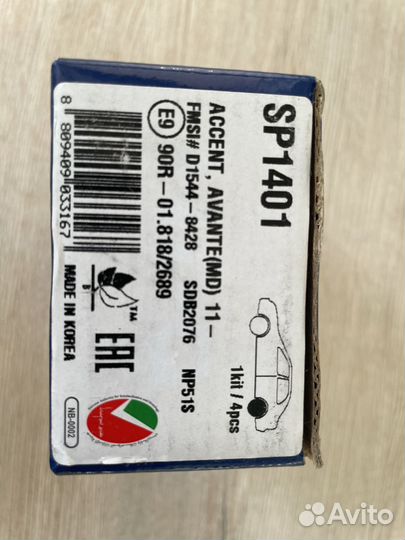 SP1401
ACCENT, AVANTE(MD) 11-
FMSI# D1544-8428 SDB2076 NP51S
E9 90R-01.818/2689
1kit / 4pcs
8 809409 033167
MADE IN KOREA
B
TM
EAC
NB-0002
Avito